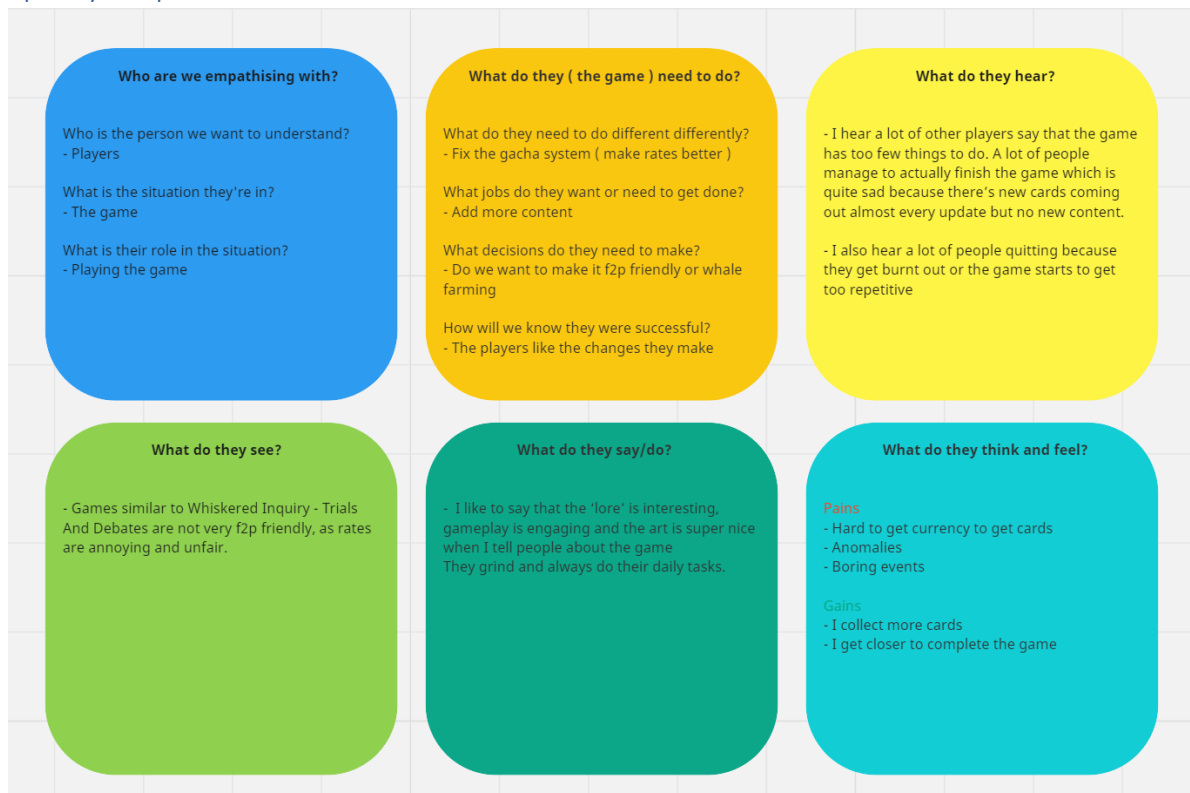 Who are we empathising with?
Who is the person we want to understand?
- Players
What is the situation they're in?
- The game
What is their role in the situation?
- Playing the game
What do they ( the game ) need to do?
What do they need to do different differently?
- Fix the gacha system ( make rates better )
What jobs do they want or need to get done?
- Add more content
What decisions do they need to make?
- Do we want to make it f2p friendly or whale
farming
How will we know they were successful?
- The players like the changes they make
What do they hear?
- I hear a lot of other players say that the game
has too few things to do. A lot of people
manage to actually finish the game which is
quite sad because there's new cards coming
out almost every update but no new content.
- I also hear a lot of people quitting because
they get burnt out or the game starts to get
too repetitive
What do they see?
- Games similar to Whiskered Inquiry - Trials
And Debates are not very f2p friendly, as rates
are annoying and unfair.
What do they say/do?
- I like to say that the ‘lore’ is interesting,
gameplay is engaging and the art is super nice
when I tell people about the game
They grind and always do their daily tasks.
What do they think and feel?
Pains
- Hard to get currency to get cards
- Anomalies
- Boring events
Gains
- I collect more cards
- I get closer to complete the game